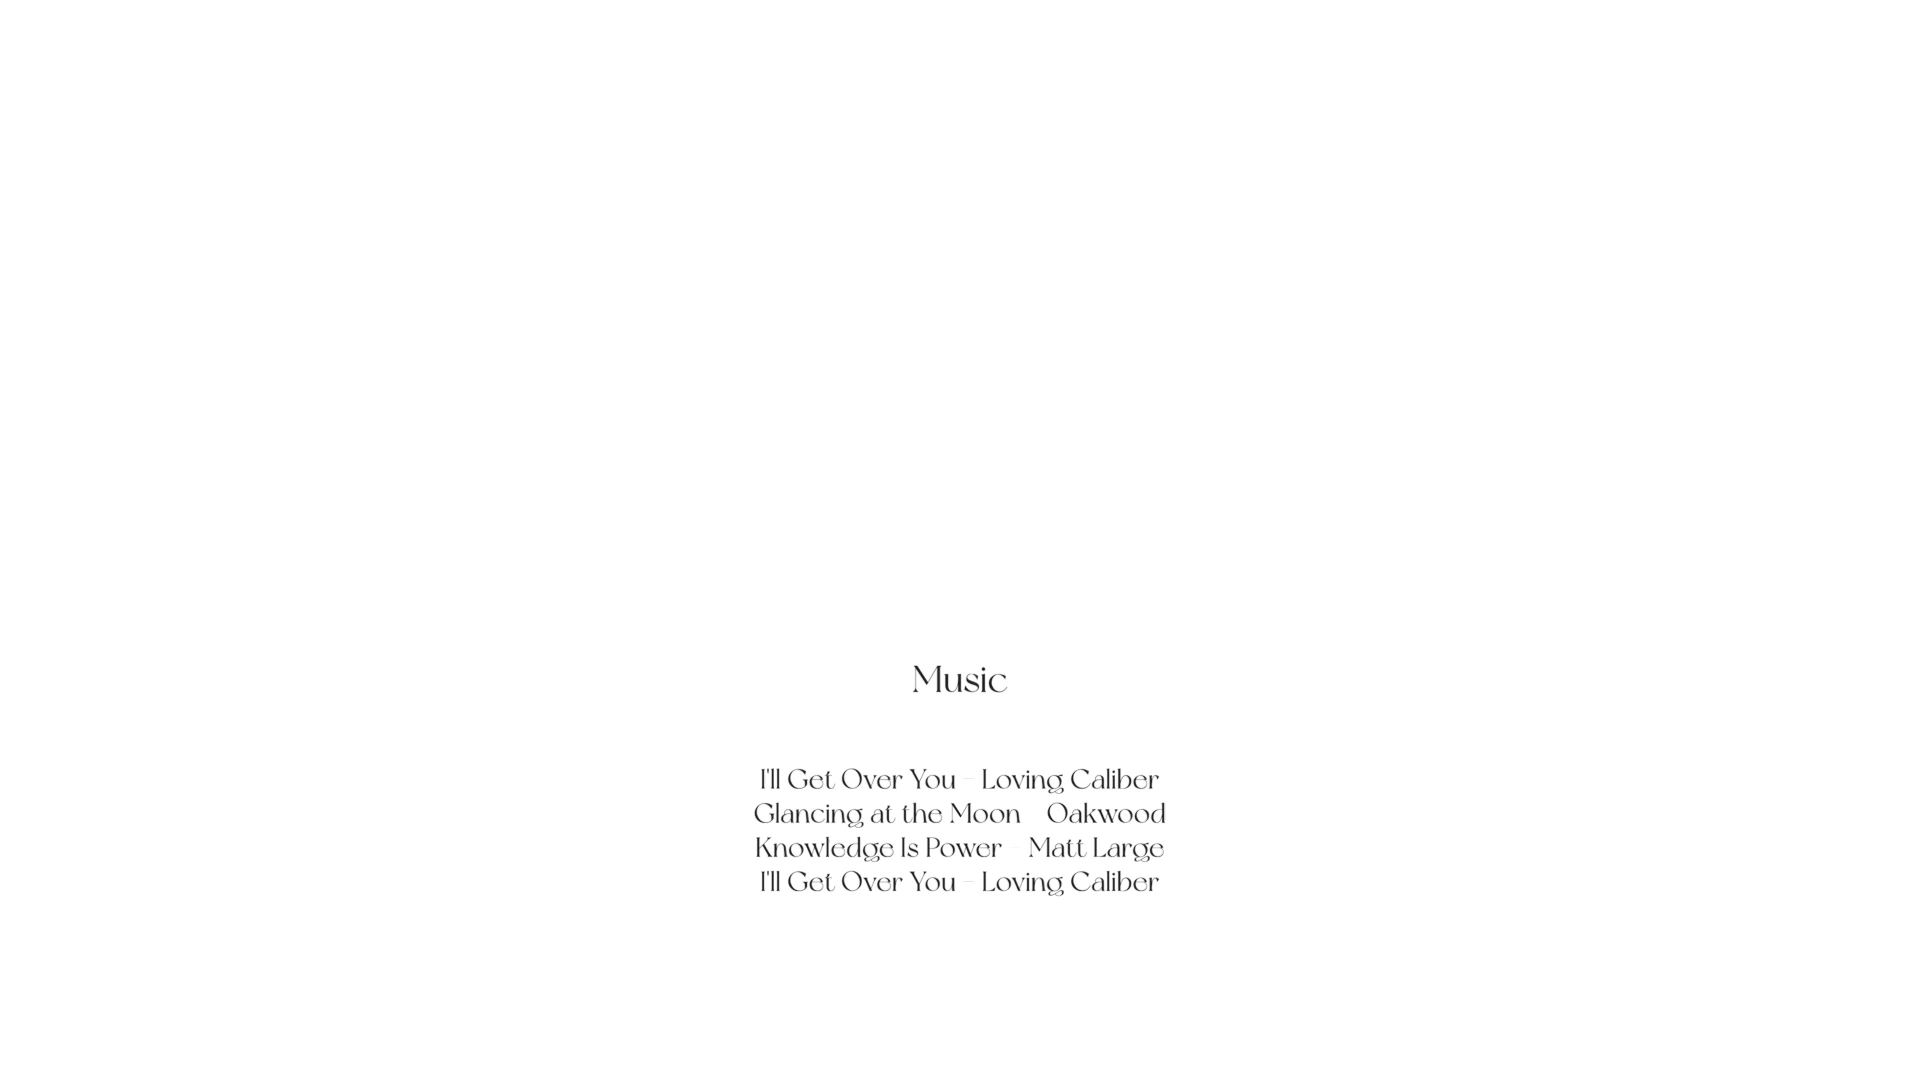 Music
I'll Get Over You - Loving Caliber
Glancing at the Moon - Oakwood
Knowledge Is Power - Matt Large
I'll Get Over You - Loving Caliber